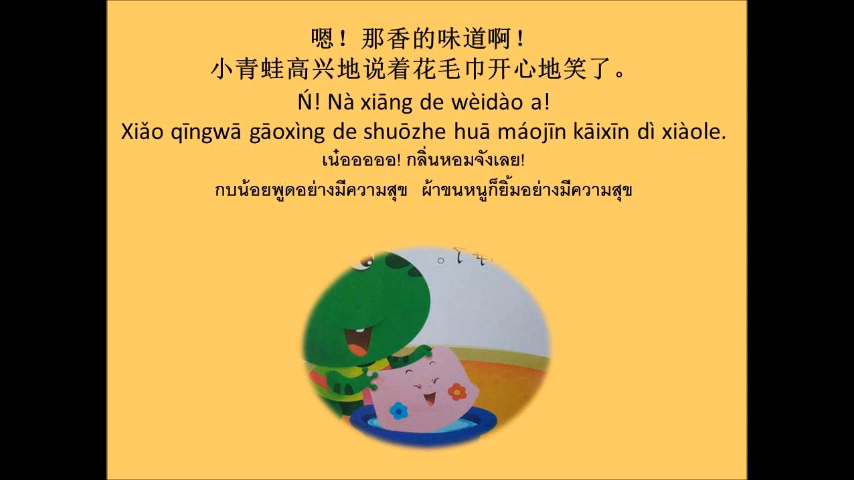 嗯！那香的味道啊！
小青蛙高兴地说着花毛巾开心地笑了。
Ń! Nà xiāng de wèidào a!
Xiǎo qīngwā gāoxìng de shuōzhe huā máojīn kāixīn dì xiàole.
เน๋อออออ! กลิ่นหอมจังเลย!
กบน้อยพูดอย่างมีความสุข ผ้าขนหนูก็ยิ้มอย่างมีความสุข